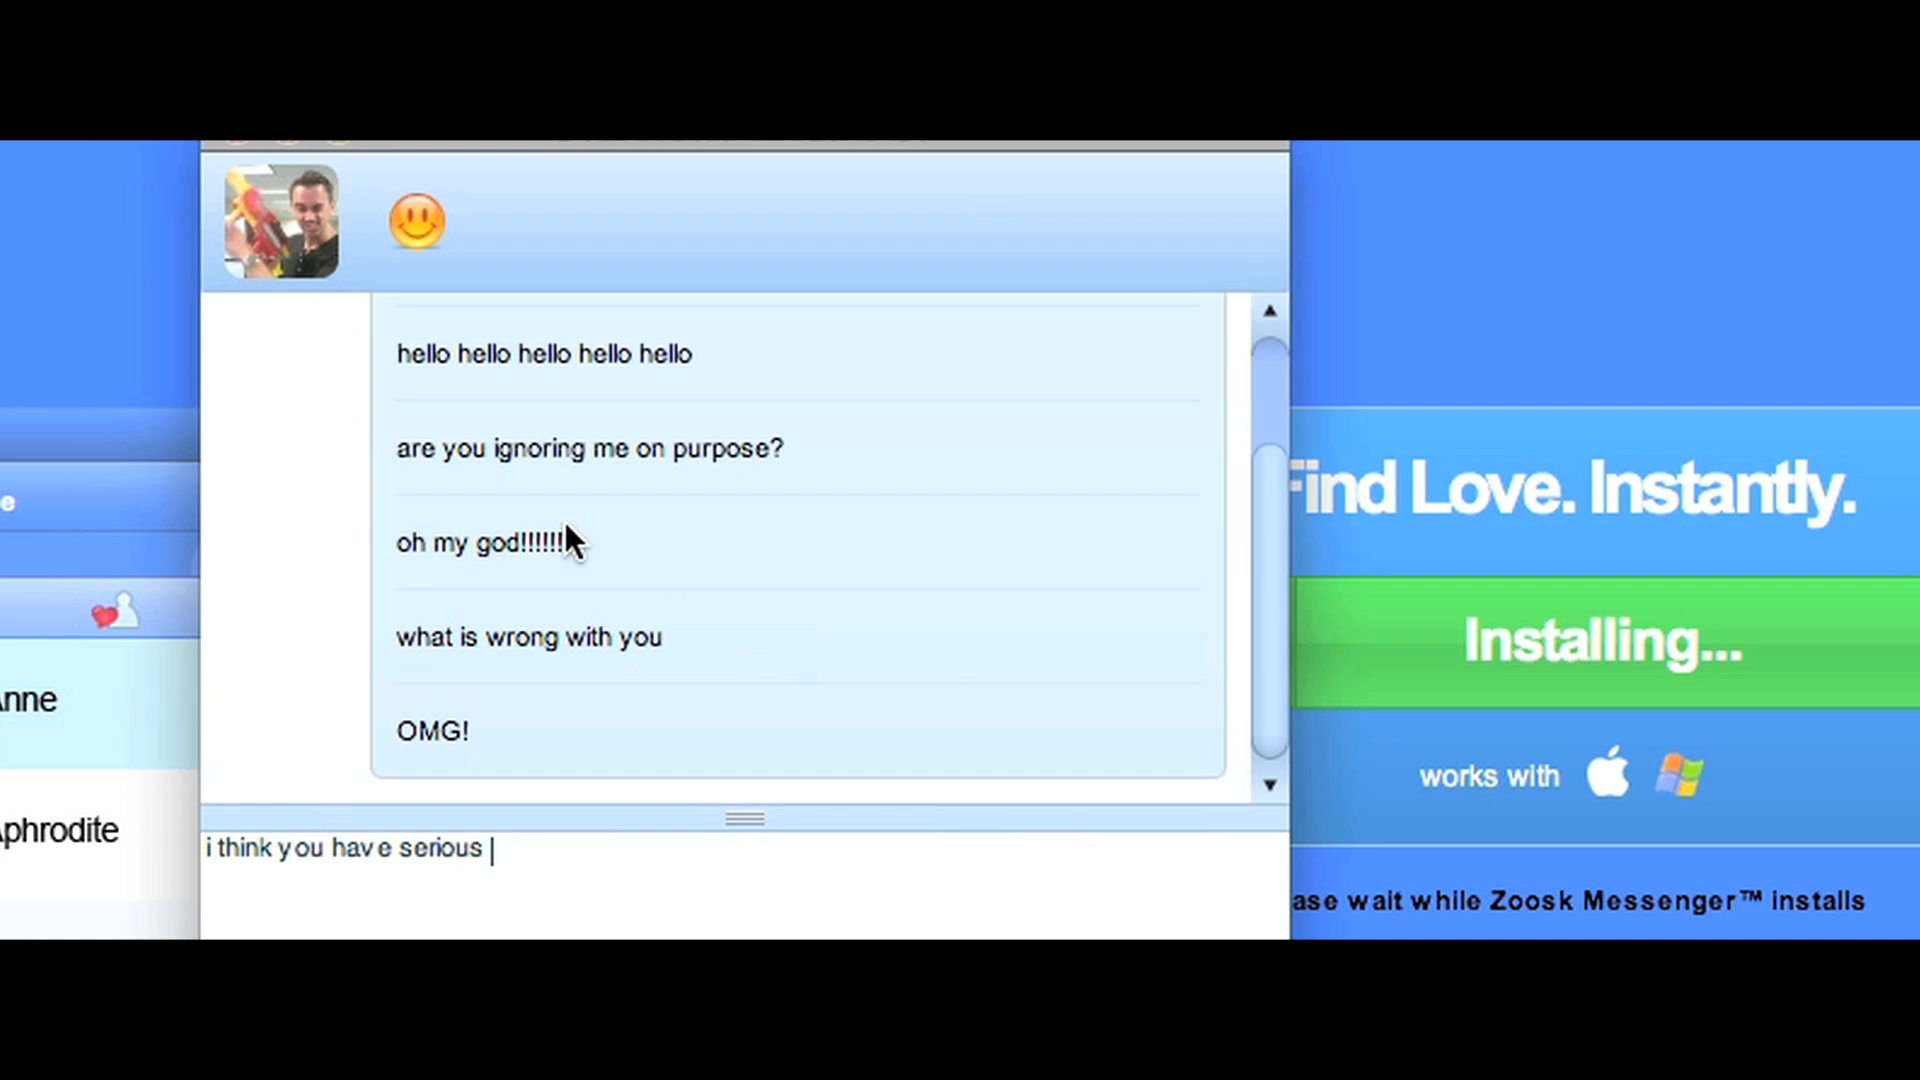 hello hello hello hello hello
are you ignoring me on purpose?
oh my god!!!!!!
what is wrong with you
OMG!
i think you have serious
e
nne
phrodite
Find Love. Instantly.
Installing...
works with
ase wait while Zoosk Messenger™ installs